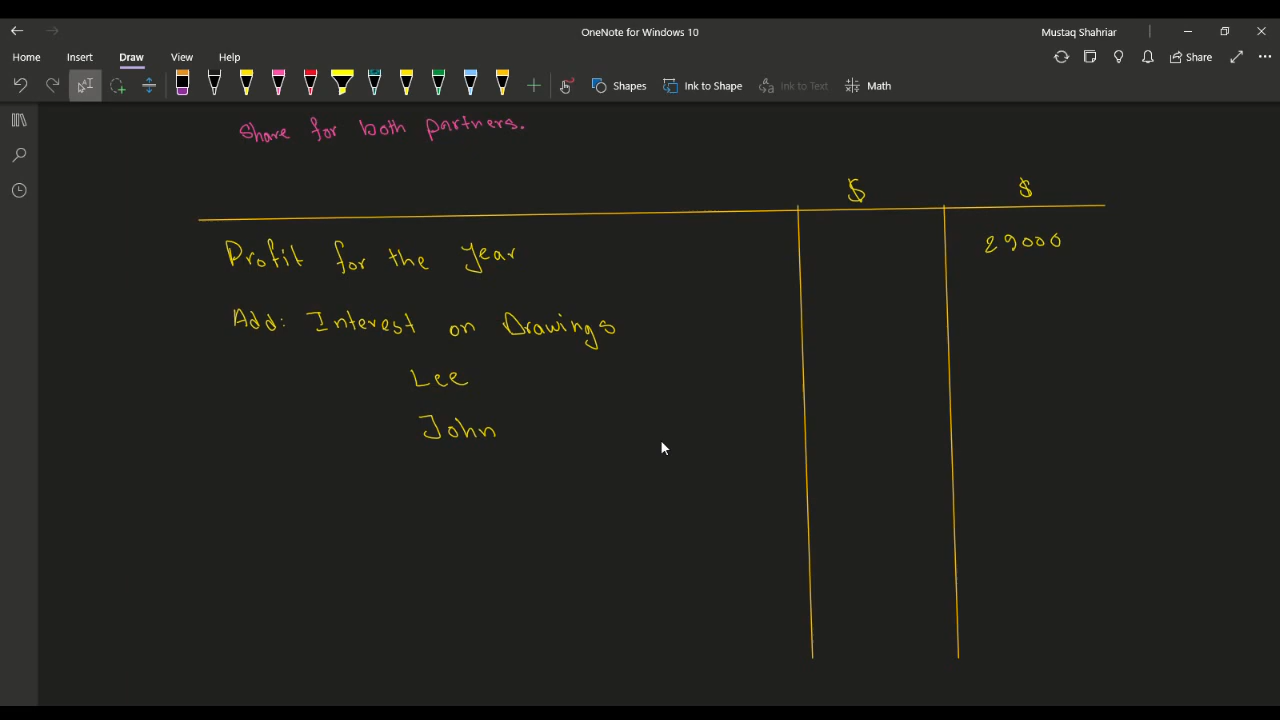 OneNote for Windows 10
Mustaq Shahriar
Home Insert Draw View Help
Share
Shapes Ink to Shape Ink to Text Math
Share for both partners.
$ $
Profit for the year 29000
Add: Interest on Drawings
Lee
John